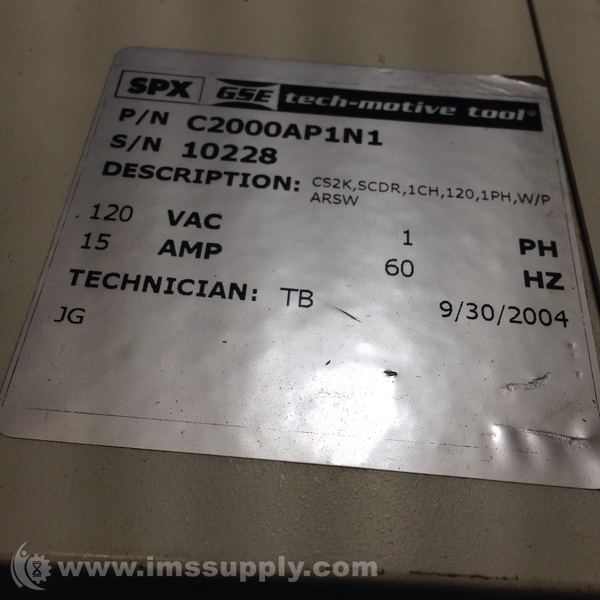 SPX GSE tech-motive tool®
P/N C2000AP1N1
S/N 10228
DESCRIPTION: CS2K,SCDR,1CH,120,1PH,W/P
ARSW
120 VAC 1 PH
15 AMP 60 HZ
TECHNICIAN: TB 9/30/2004
JG
www.imssupply.com